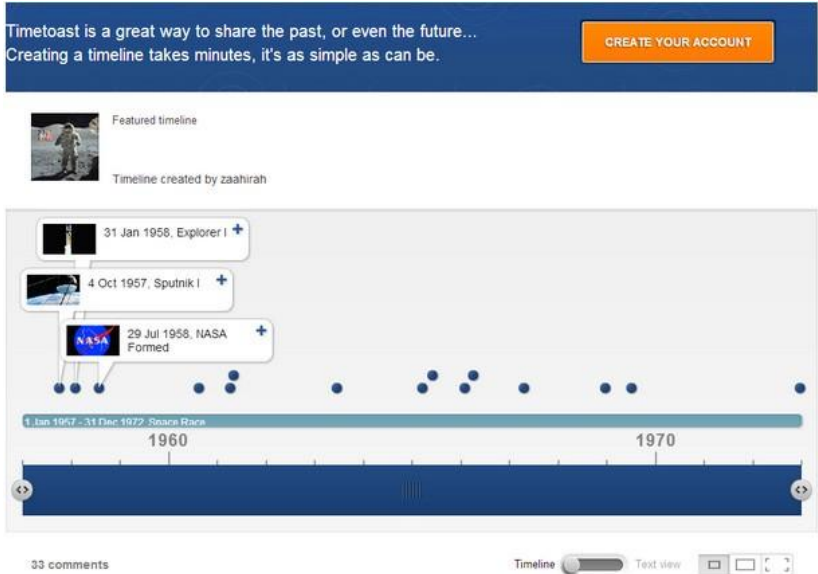 Timetoast is a great way to share the past, or even the future...
Creating a timeline takes minutes, it's as simple as can be.
CREATE YOUR ACCOUNT
Featured timeline
Timeline created by zaahirah
31 Jan 1958, Explorer I
4 Oct 1957, Sputnik I
NASA
29 Jul 1958, NASA
Formed
1 Jan 1957 - 31 Dec 1972, Space Race
1960
1970
33 comments
Timeline
Text view